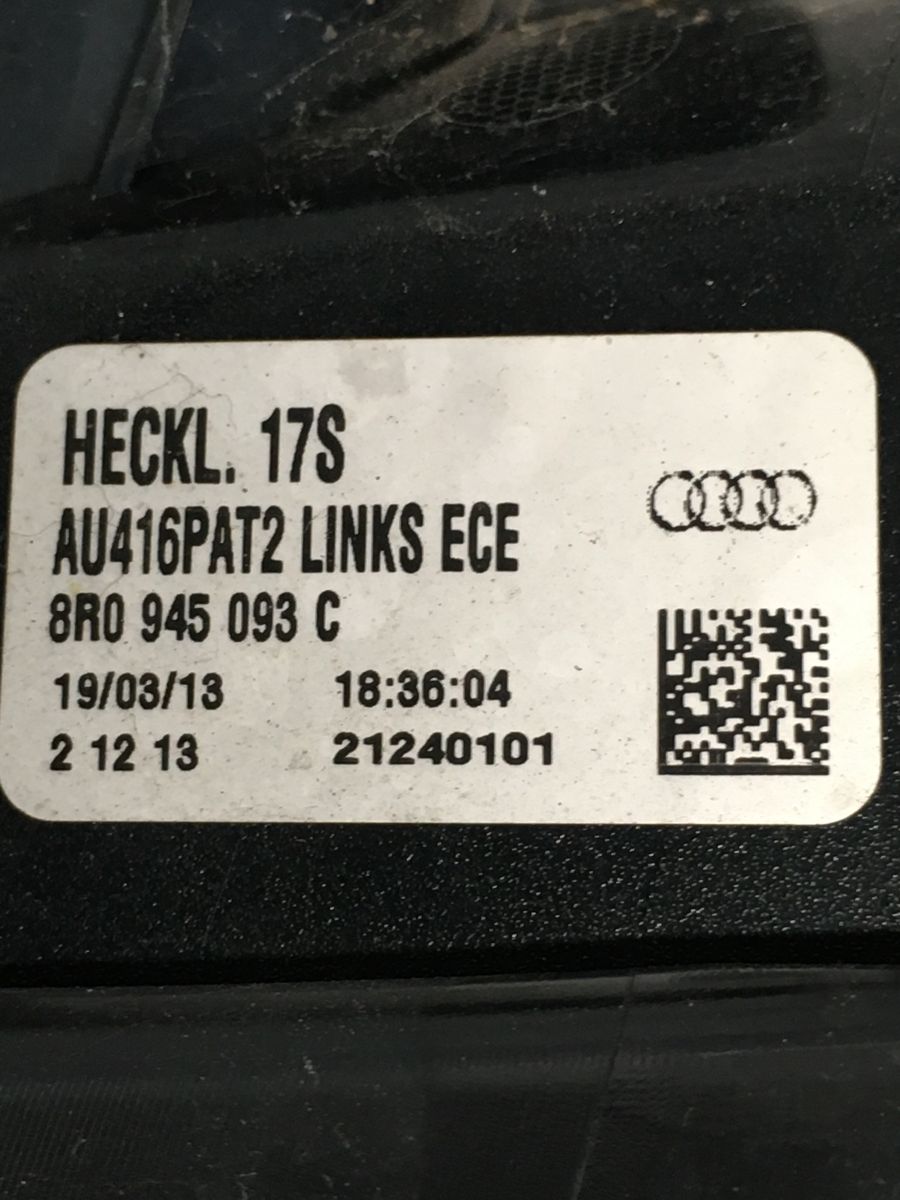 HECKL. 17S
AU416PAT2 LINKS ECE
8R0 945 093 C
19/03/13 18:36:04
2 12 13 21240101